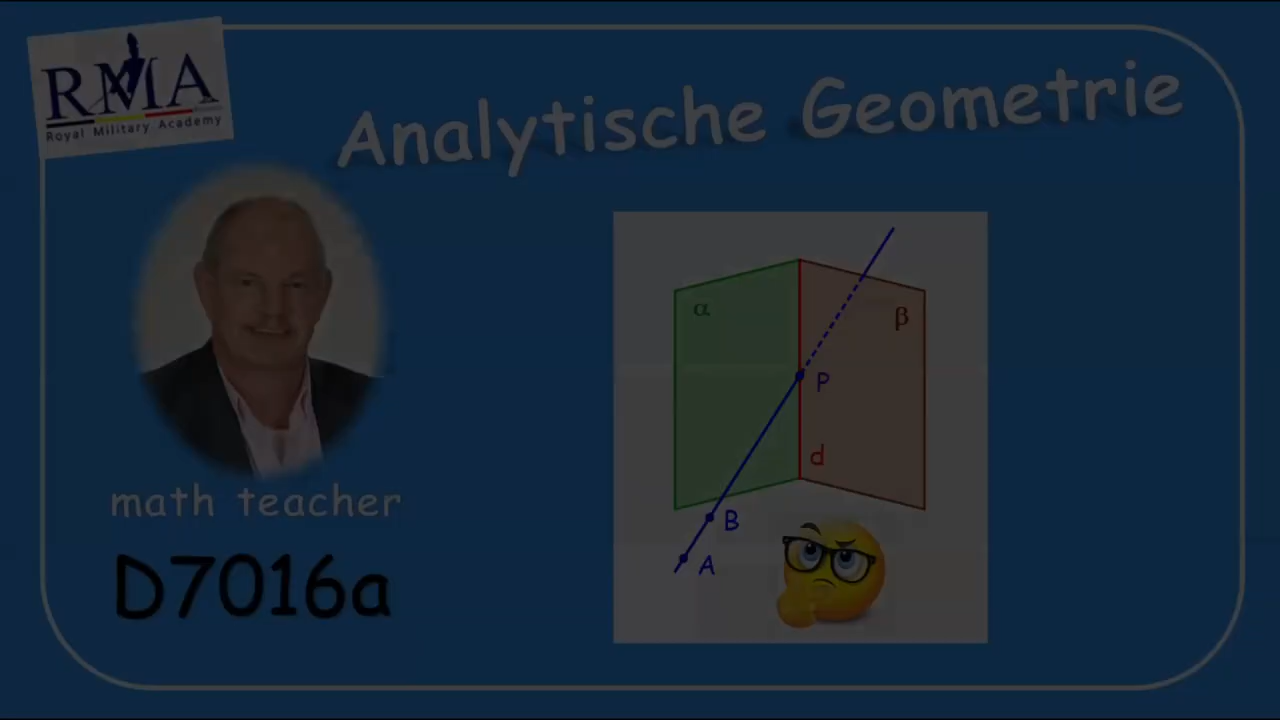 RMA
Royal Military Academy
Analytische Geometrie
α
β
P
d
B
A
math teacher
D7016a